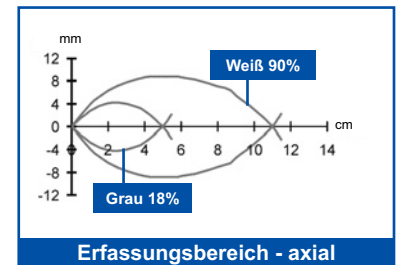 mm
12
8
4
0
-4
-8
-12
0 2 4 6 8 10 12 14 cm
Weiß 90%
Grau 18%
Erfassungsbereich - axial